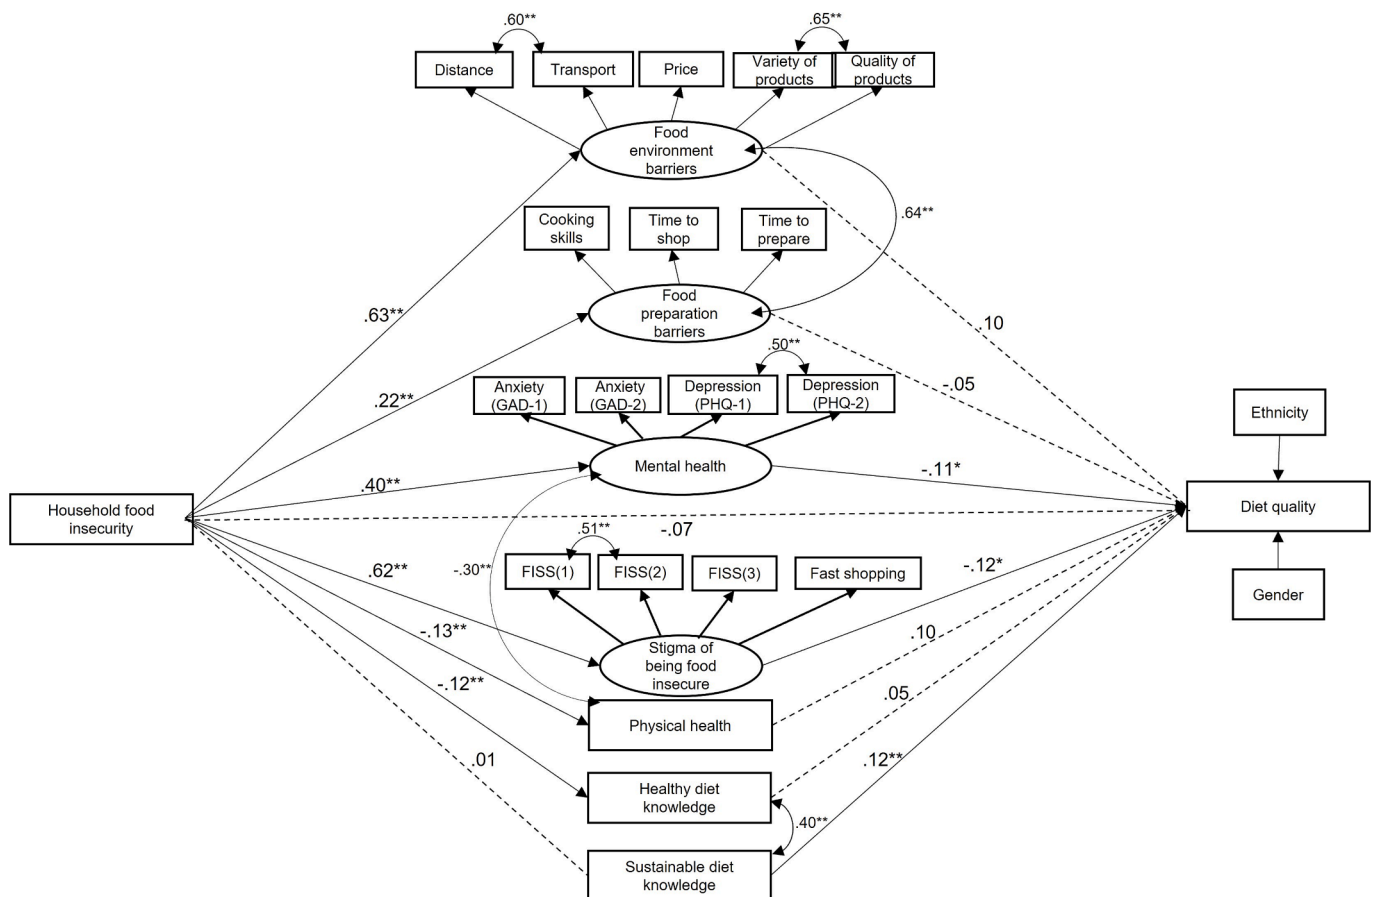 .60**
.65**
Distance
Transport
Price
Variety of
products
Quality of
products
Food
environment
barriers
.64**
Cooking
skills
Time to
shop
Time to
prepare
Food
preparation
barriers
.63**
.10
.50**
-.05
Anxiety
(GAD-1)
Anxiety
(GAD-2)
Depression
(PHQ-1)
Depression
(PHQ-2)
.22**
Ethnicity
Mental health
.40**
-.11*
Household food
insecurity
Diet quality
-.07
.51**
-.30**
.62**
FISS(1)
FISS(2)
FISS(3)
Fast shopping
-.12*
Gender
-.13**
Stigma of
being food
insecure
.10
-.12**
Physical health
.05
.01
.12**
Healthy diet
knowledge
.40**
Sustainable diet
knowledge